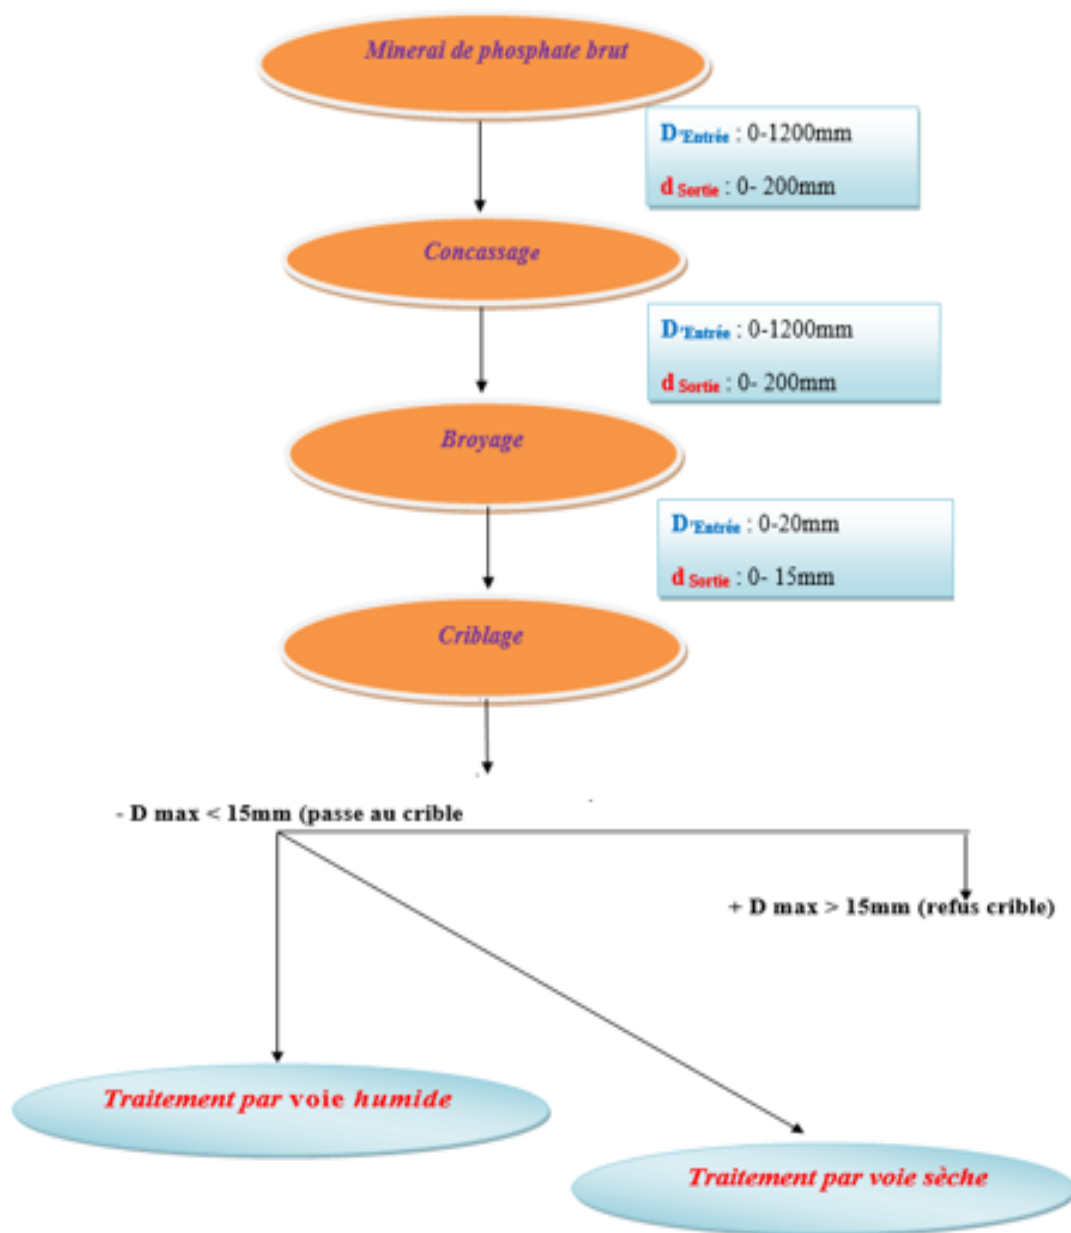 Minerai de phosphate brut
D'Entrée : 0-1200mm
d Sortie : 0- 200mm
Concassage
D'Entrée : 0-1200mm
d Sortie : 0- 200mm
Broyage
D'Entrée : 0-20mm
d Sortie : 0- 15mm
Criblage
- D max < 15mm (passe au crible
+ D max > 15mm (refus crible)
Traitement par voie humide
Traitement par voie sèche